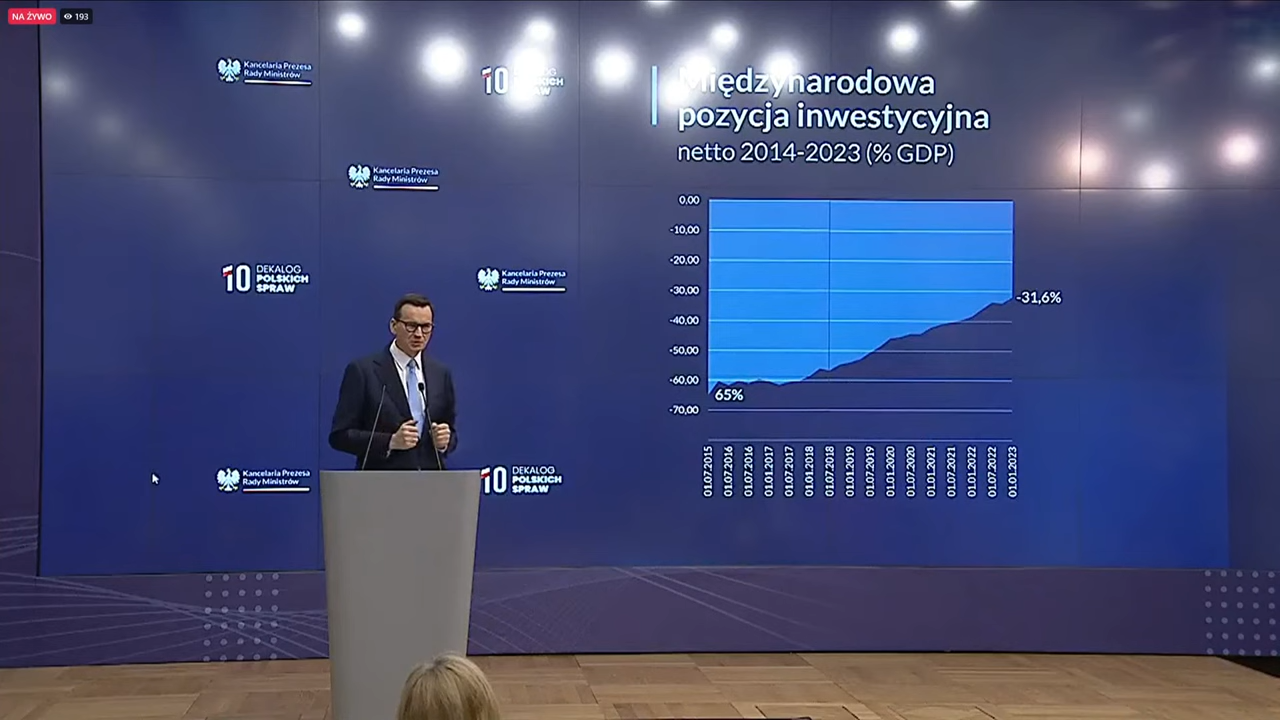 NA ŻYWO
193
Kancelaria Prezesa
Rady Ministrów
10 DEKALOG
POLSKICH
SPRAW
Międzynarodowa
pozycja inwestycyjna
netto 2014-2023 (% GDP)
Kancelaria Prezesa
Rady Ministrów
10 DEKALOG
POLSKICH
SPRAW
Kancelaria Prezesa
Rady Ministrów
Kancelaria Prezesa
Rady Ministrów
10 DEKALOG
POLSKICH
SPRAW
0,00
-10,00
-20,00
-30,00
-40,00
-50,00
-60,00
-70,00
-31,6%
65%
01.07.2015
01.01.2016
01.07.2016
01.01.2017
01.07.2017
01.01.2018
01.07.2018
01.01.2019
01.07.2019
01.01.2020
01.07.2020
01.01.2021
01.07.2021
01.01.2022
01.07.2022
01.01.2023